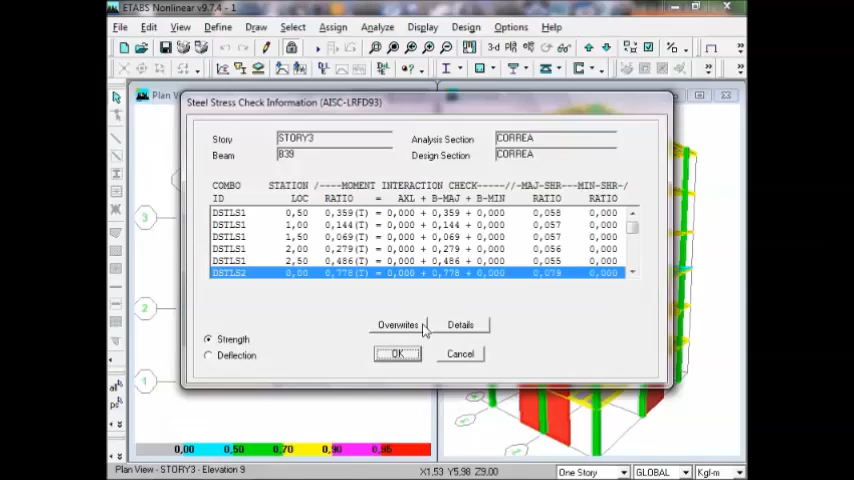 ETABS Nonlinear v9.7.4 - 1
File Edit View Define Draw Select Assign Analyze Display Design Options Help
3-d
Plan V
Steel Stress Check Information (AISC-LRFD93)
Story STORY3 Analysis Section CORREA
Beam B39 Design Section CORREA
COMBO STATION /----MOMENT INTERACTION CHECK-----//-MAJ-SHR---MIN-SHR-/
ID LOC RATIO = AXL + B-MAJ + B-MIN RATIO RATIO
DSTLS1 0,50 0,359(T) = 0,000 + 0,359 + 0,000 0,058 0,000
DSTLS1 1,00 0,144(T) = 0,000 + 0,144 + 0,000 0,057 0,000
DSTLS1 1,50 0,069(T) = 0,000 + 0,069 + 0,000 0,057 0,000
DSTLS1 2,00 0,279(T) = 0,000 + 0,279 + 0,000 0,056 0,000
DSTLS1 2,50 0,486(T) = 0,000 + 0,486 + 0,000 0,055 0,000
DSTLS2 0,00 0,778(T) = 0,000 + 0,778 + 0,000 0,079 0,000
Overwrites Details
Strength
OK Cancel
Deflection
3
2
1
all
ps
0,00 0,50 0,70 0,90 0,95
Plan View - STORY3 - Elevation 9 X1,53 Y5,98 Z9,00 One Story GLOBAL Kgf-m